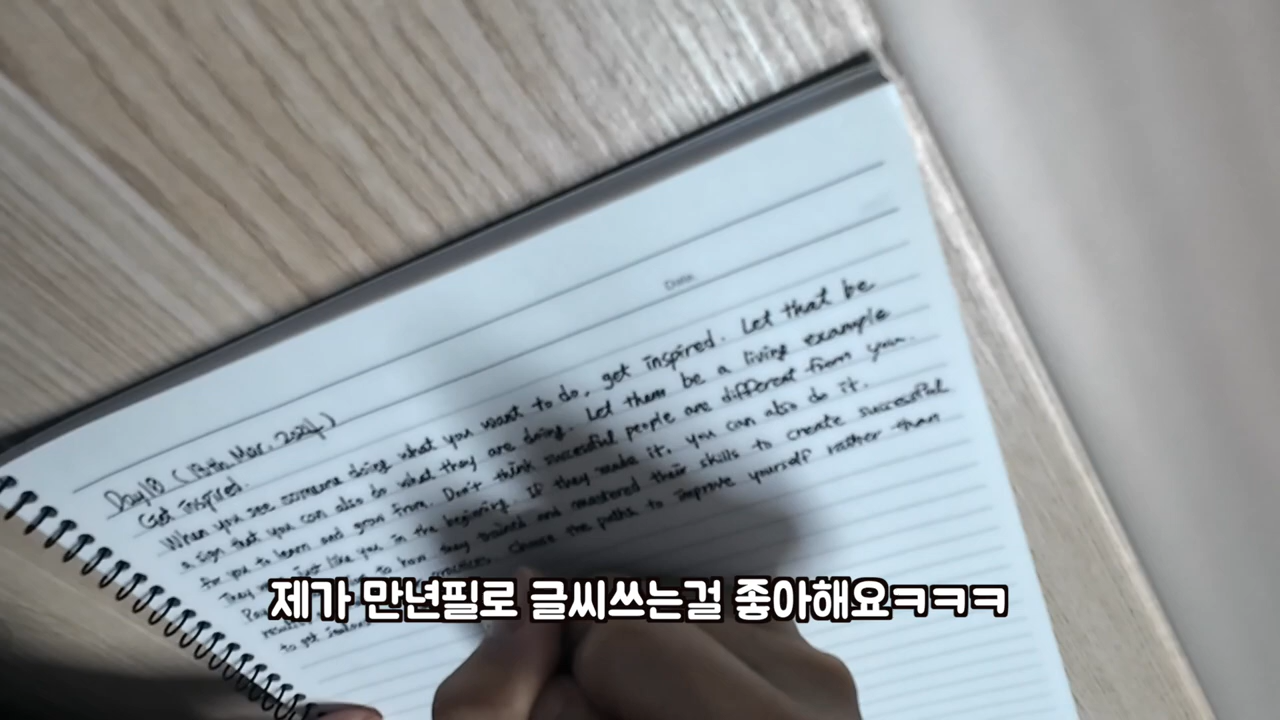 Date
Day18 (18th Mar. 2024)
Get inspired.
When you see someone doing what you want to do, get inspired. Let that be
a sign that you can also do what they are doing. Let them be a living example
for you to learn and grow from. Don't think successful people are different from you.
They were just like you in the beginning. If they make it, you can also do it.
to how they trained and mastered their skills to create successful
Choose the paths to improve yourself rather than
to get
제가 만년필로 글씨쓰는걸 좋아해요ㅋㅋㅋ